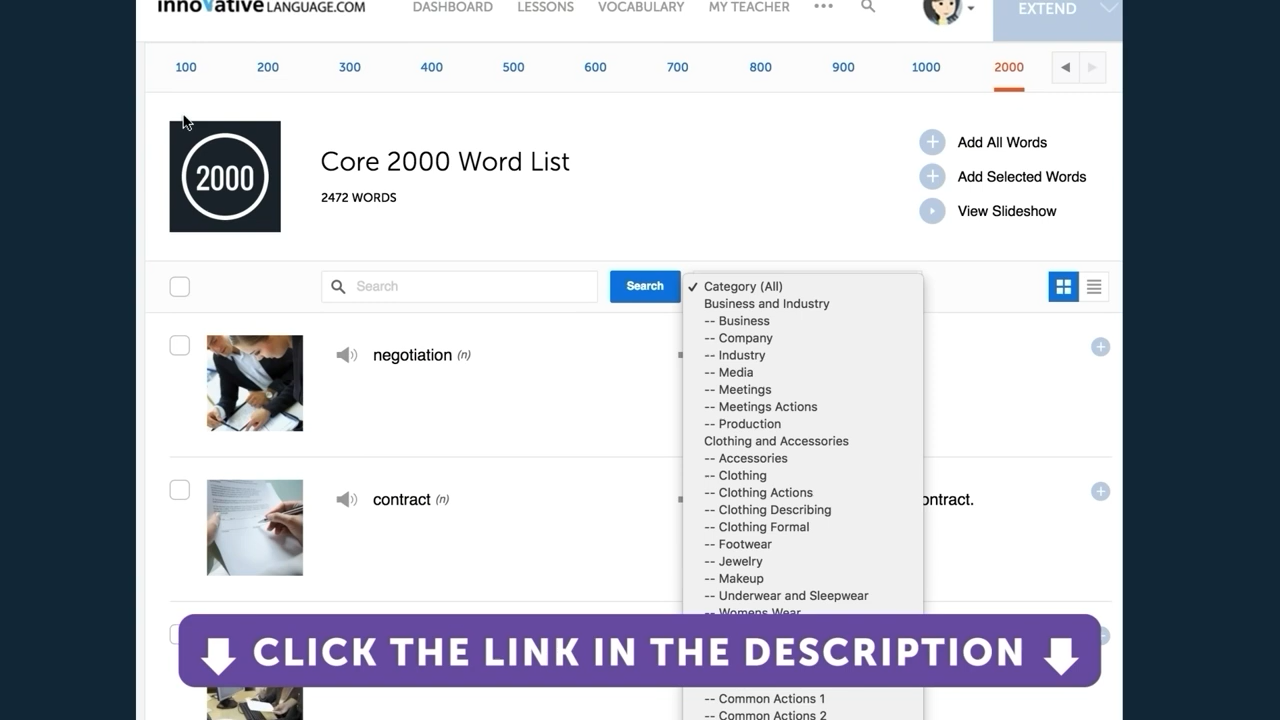 innovative LANGUAGE.COM
DASHBOARD LESSONS VOCABULARY MY TEACHER ••• EXTEND
100 200 300 400 500 600 700 800 900 1000 2000
2000
Core 2000 Word List
2472 WORDS
Add All Words
Add Selected Words
View Slideshow
Search
Search
Category (All)
Business and Industry
-- Business
-- Company
-- Industry
-- Media
-- Meetings
-- Meetings Actions
-- Production
Clothing and Accessories
-- Accessories
-- Clothing
-- Clothing Actions
-- Clothing Describing
-- Clothing Formal
-- Footwear
-- Jewelry
-- Makeup
-- Underwear and Sleepwear
-- Womens Wear
-- Common Actions 1
-- Common Actions 2
negotiation (n)
contract (n)
ontract.
CLICK THE LINK IN THE DESCRIPTION